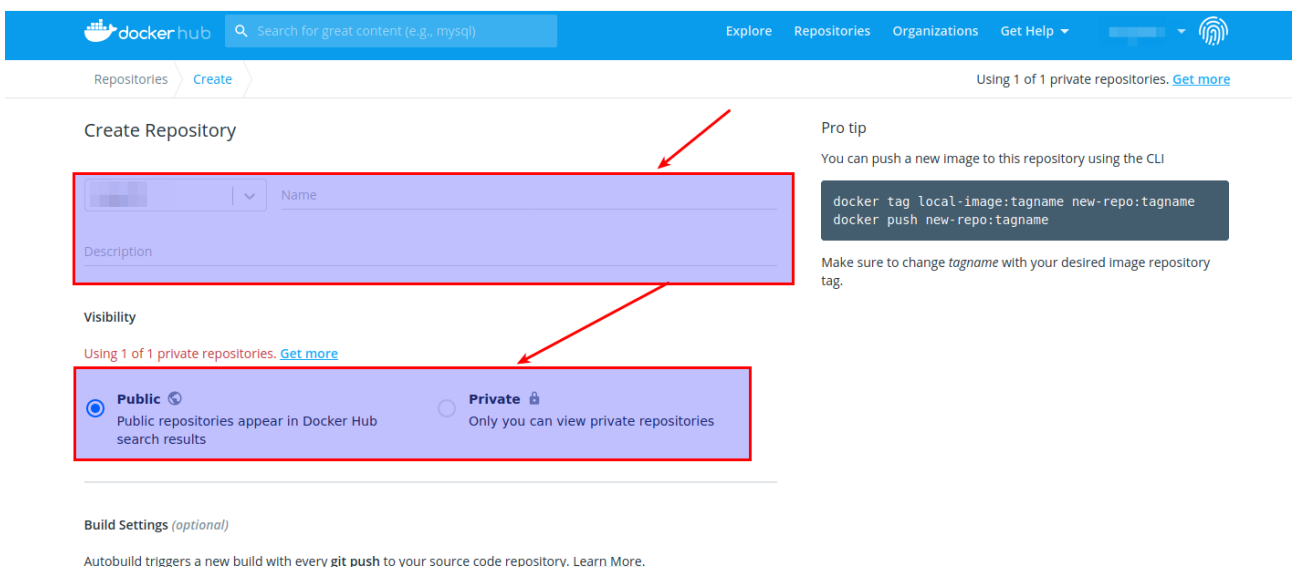 dockerhub
Search for great content (e.g., mysql)
Explore
Repositories
Organizations
Get Help
Repositories
Create
Using 1 of 1 private repositories. Get more
Create Repository
Name
Description
Visibility
Using 1 of 1 private repositories. Get more
Public
Public repositories appear in Docker Hub
search results
Private
Only you can view private repositories
Build Settings (optional)
Autobuild triggers a new build with every git push to your source code repository. Learn More.
Pro tip
You can push a new image to this repository using the CLI
docker tag local-image:tagname new-repo:tagname
docker push new-repo:tagname
Make sure to change tagname with your desired image repository
tag.